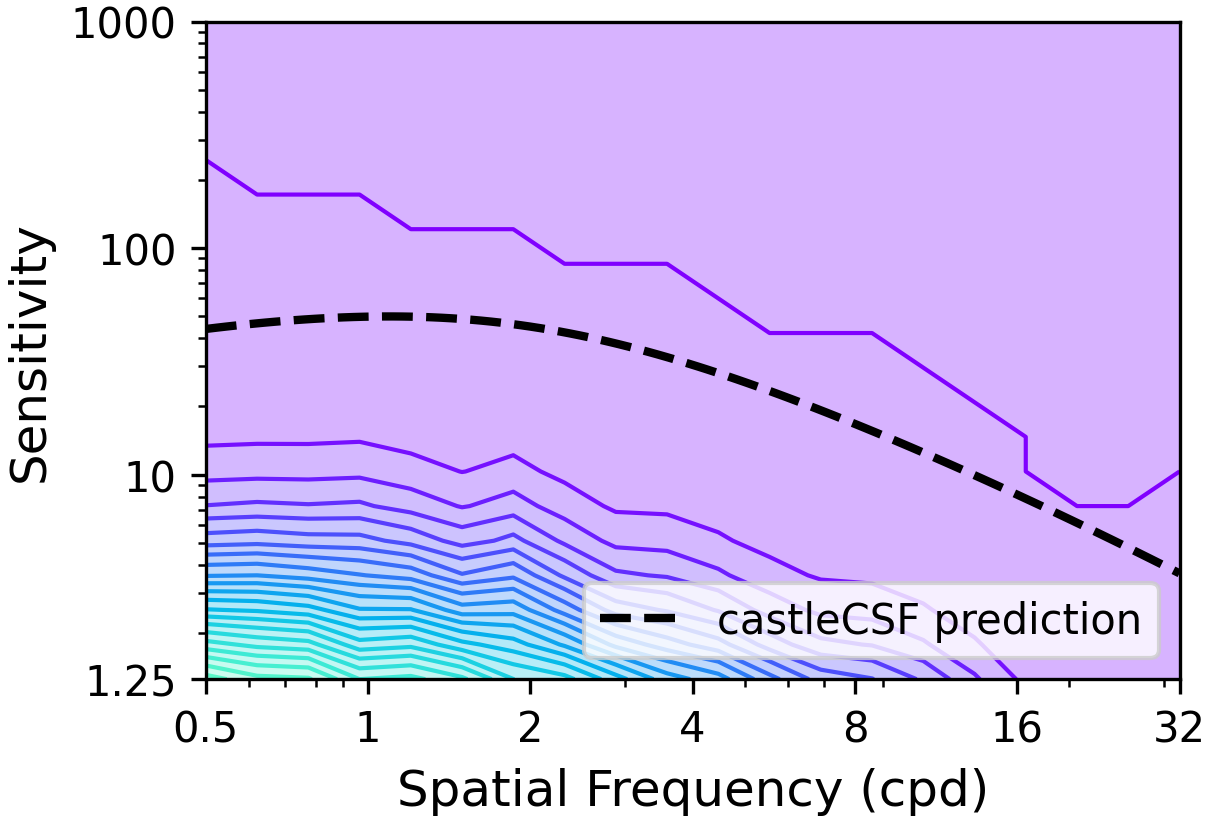 1000
100
10
1.25
Sensitivity
castleCSF prediction
0.5 1 2 4 8 16 32
Spatial Frequency (cpd)